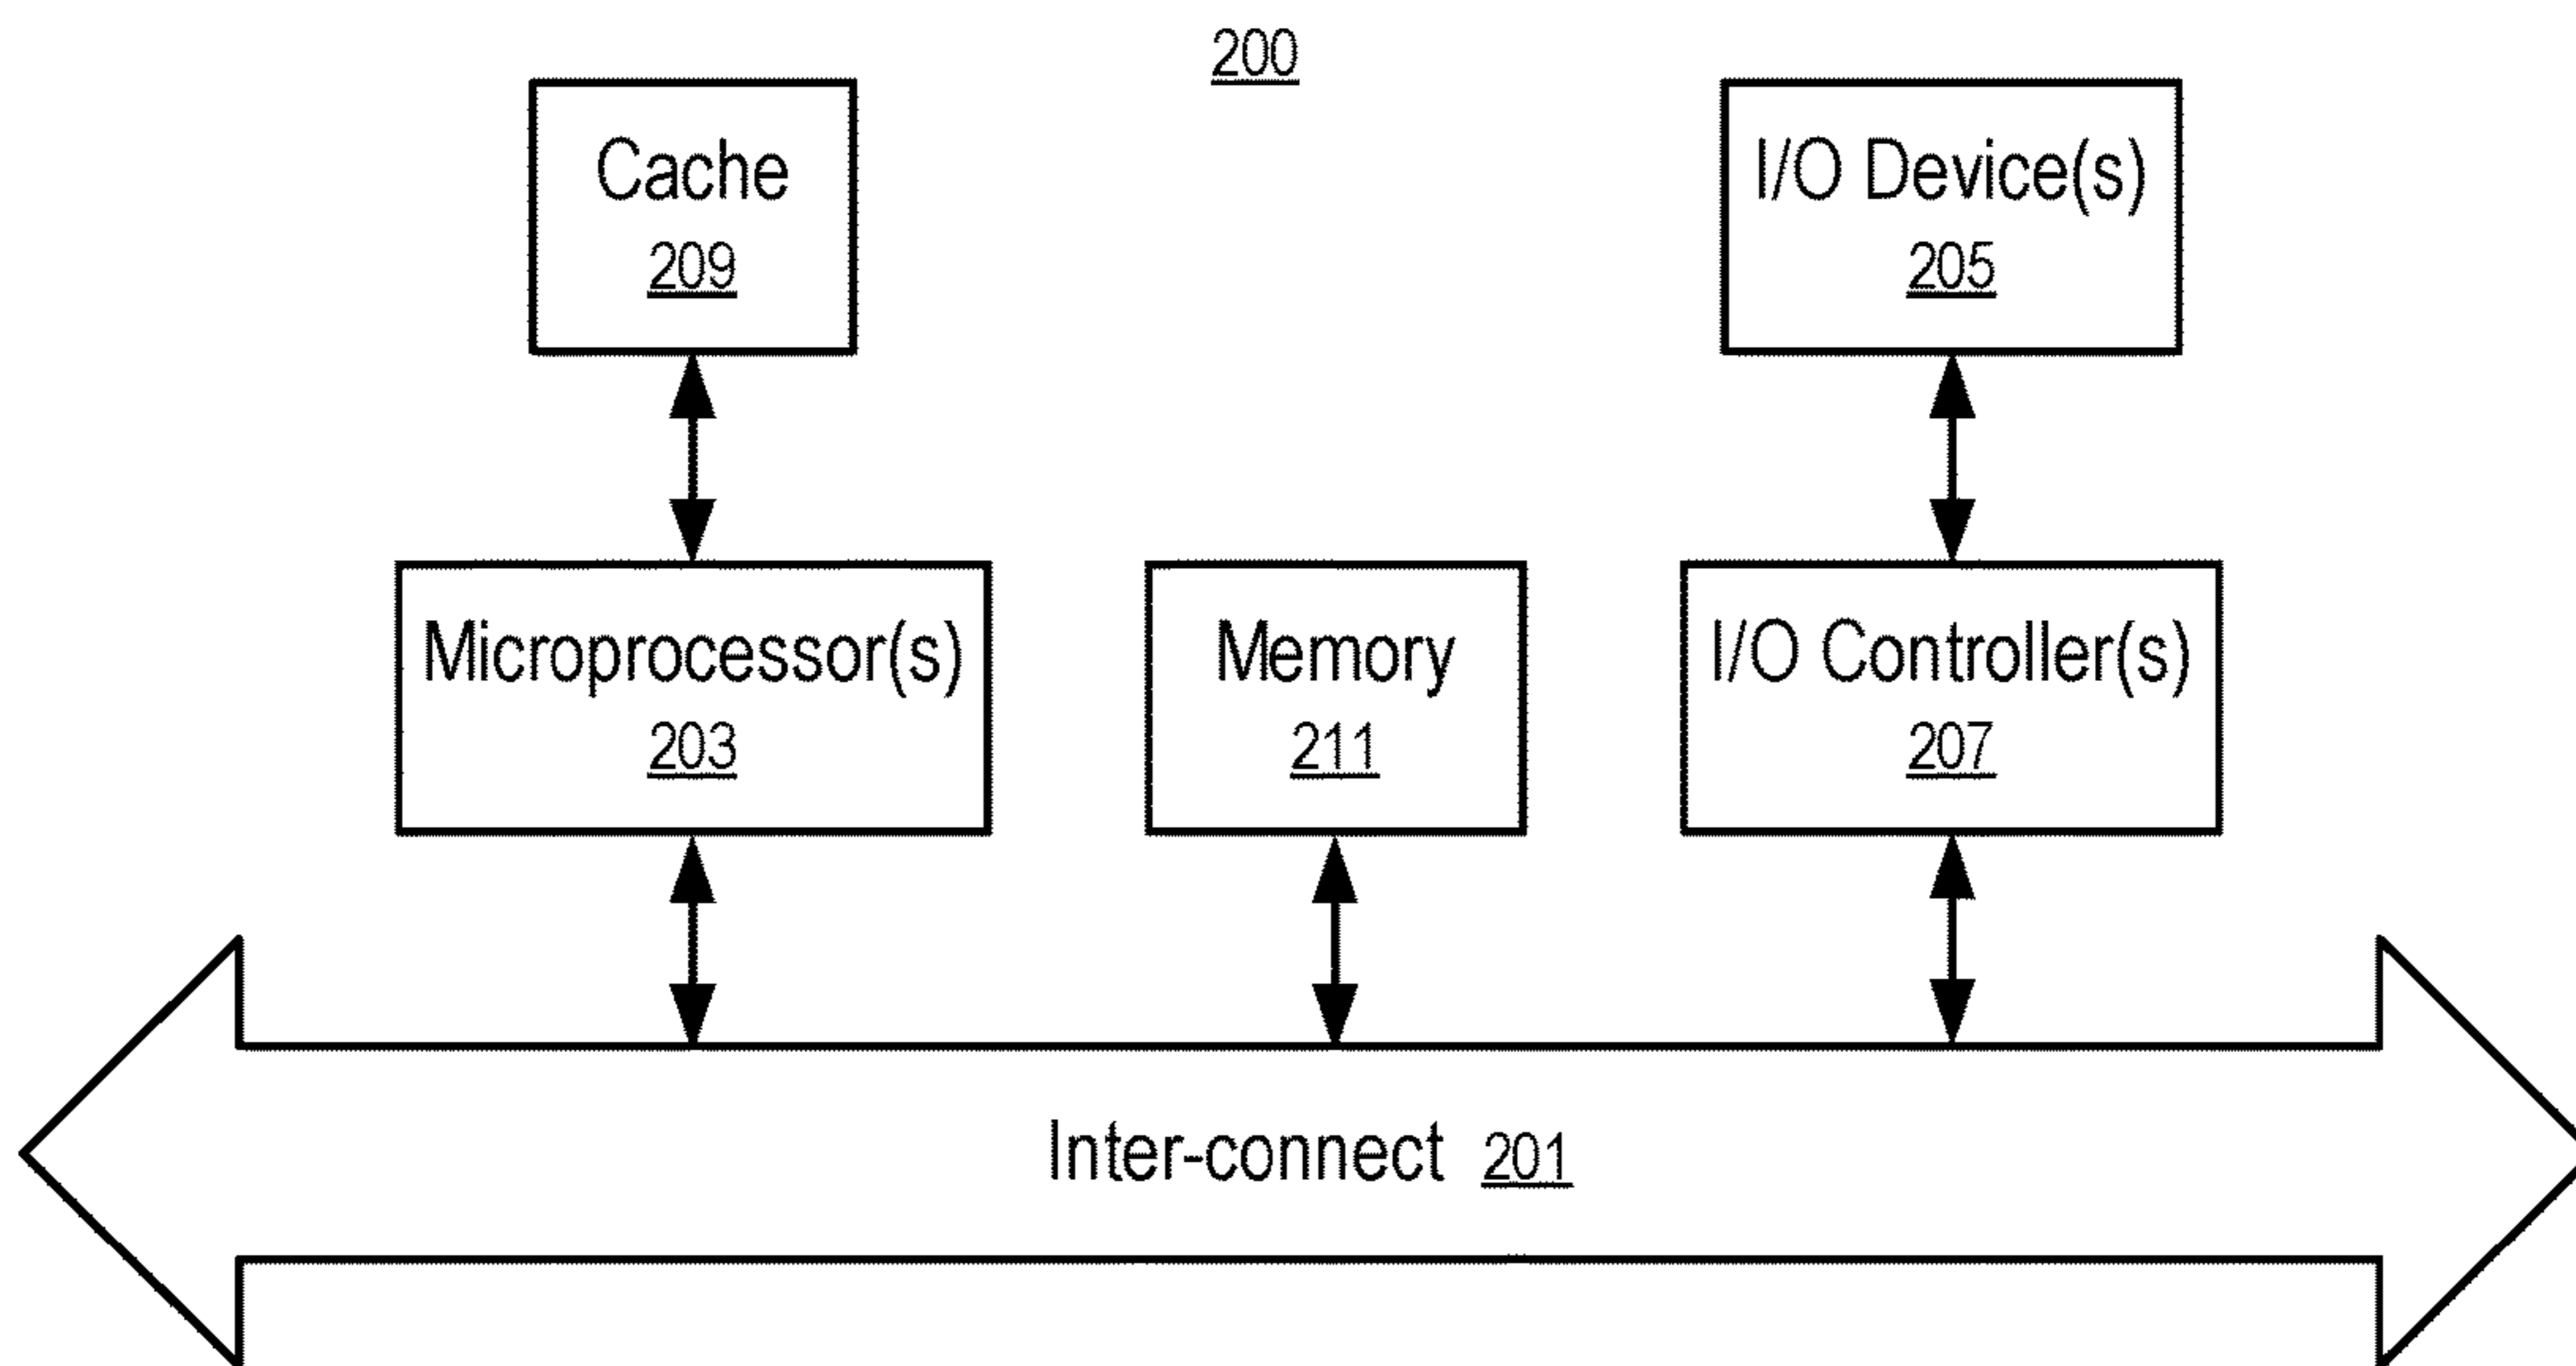 200
Cache
209
I/O Device(s)
205
Microprocessor(s)
203
Memory
211
I/O Controller(s)
207
Inter-connect 201